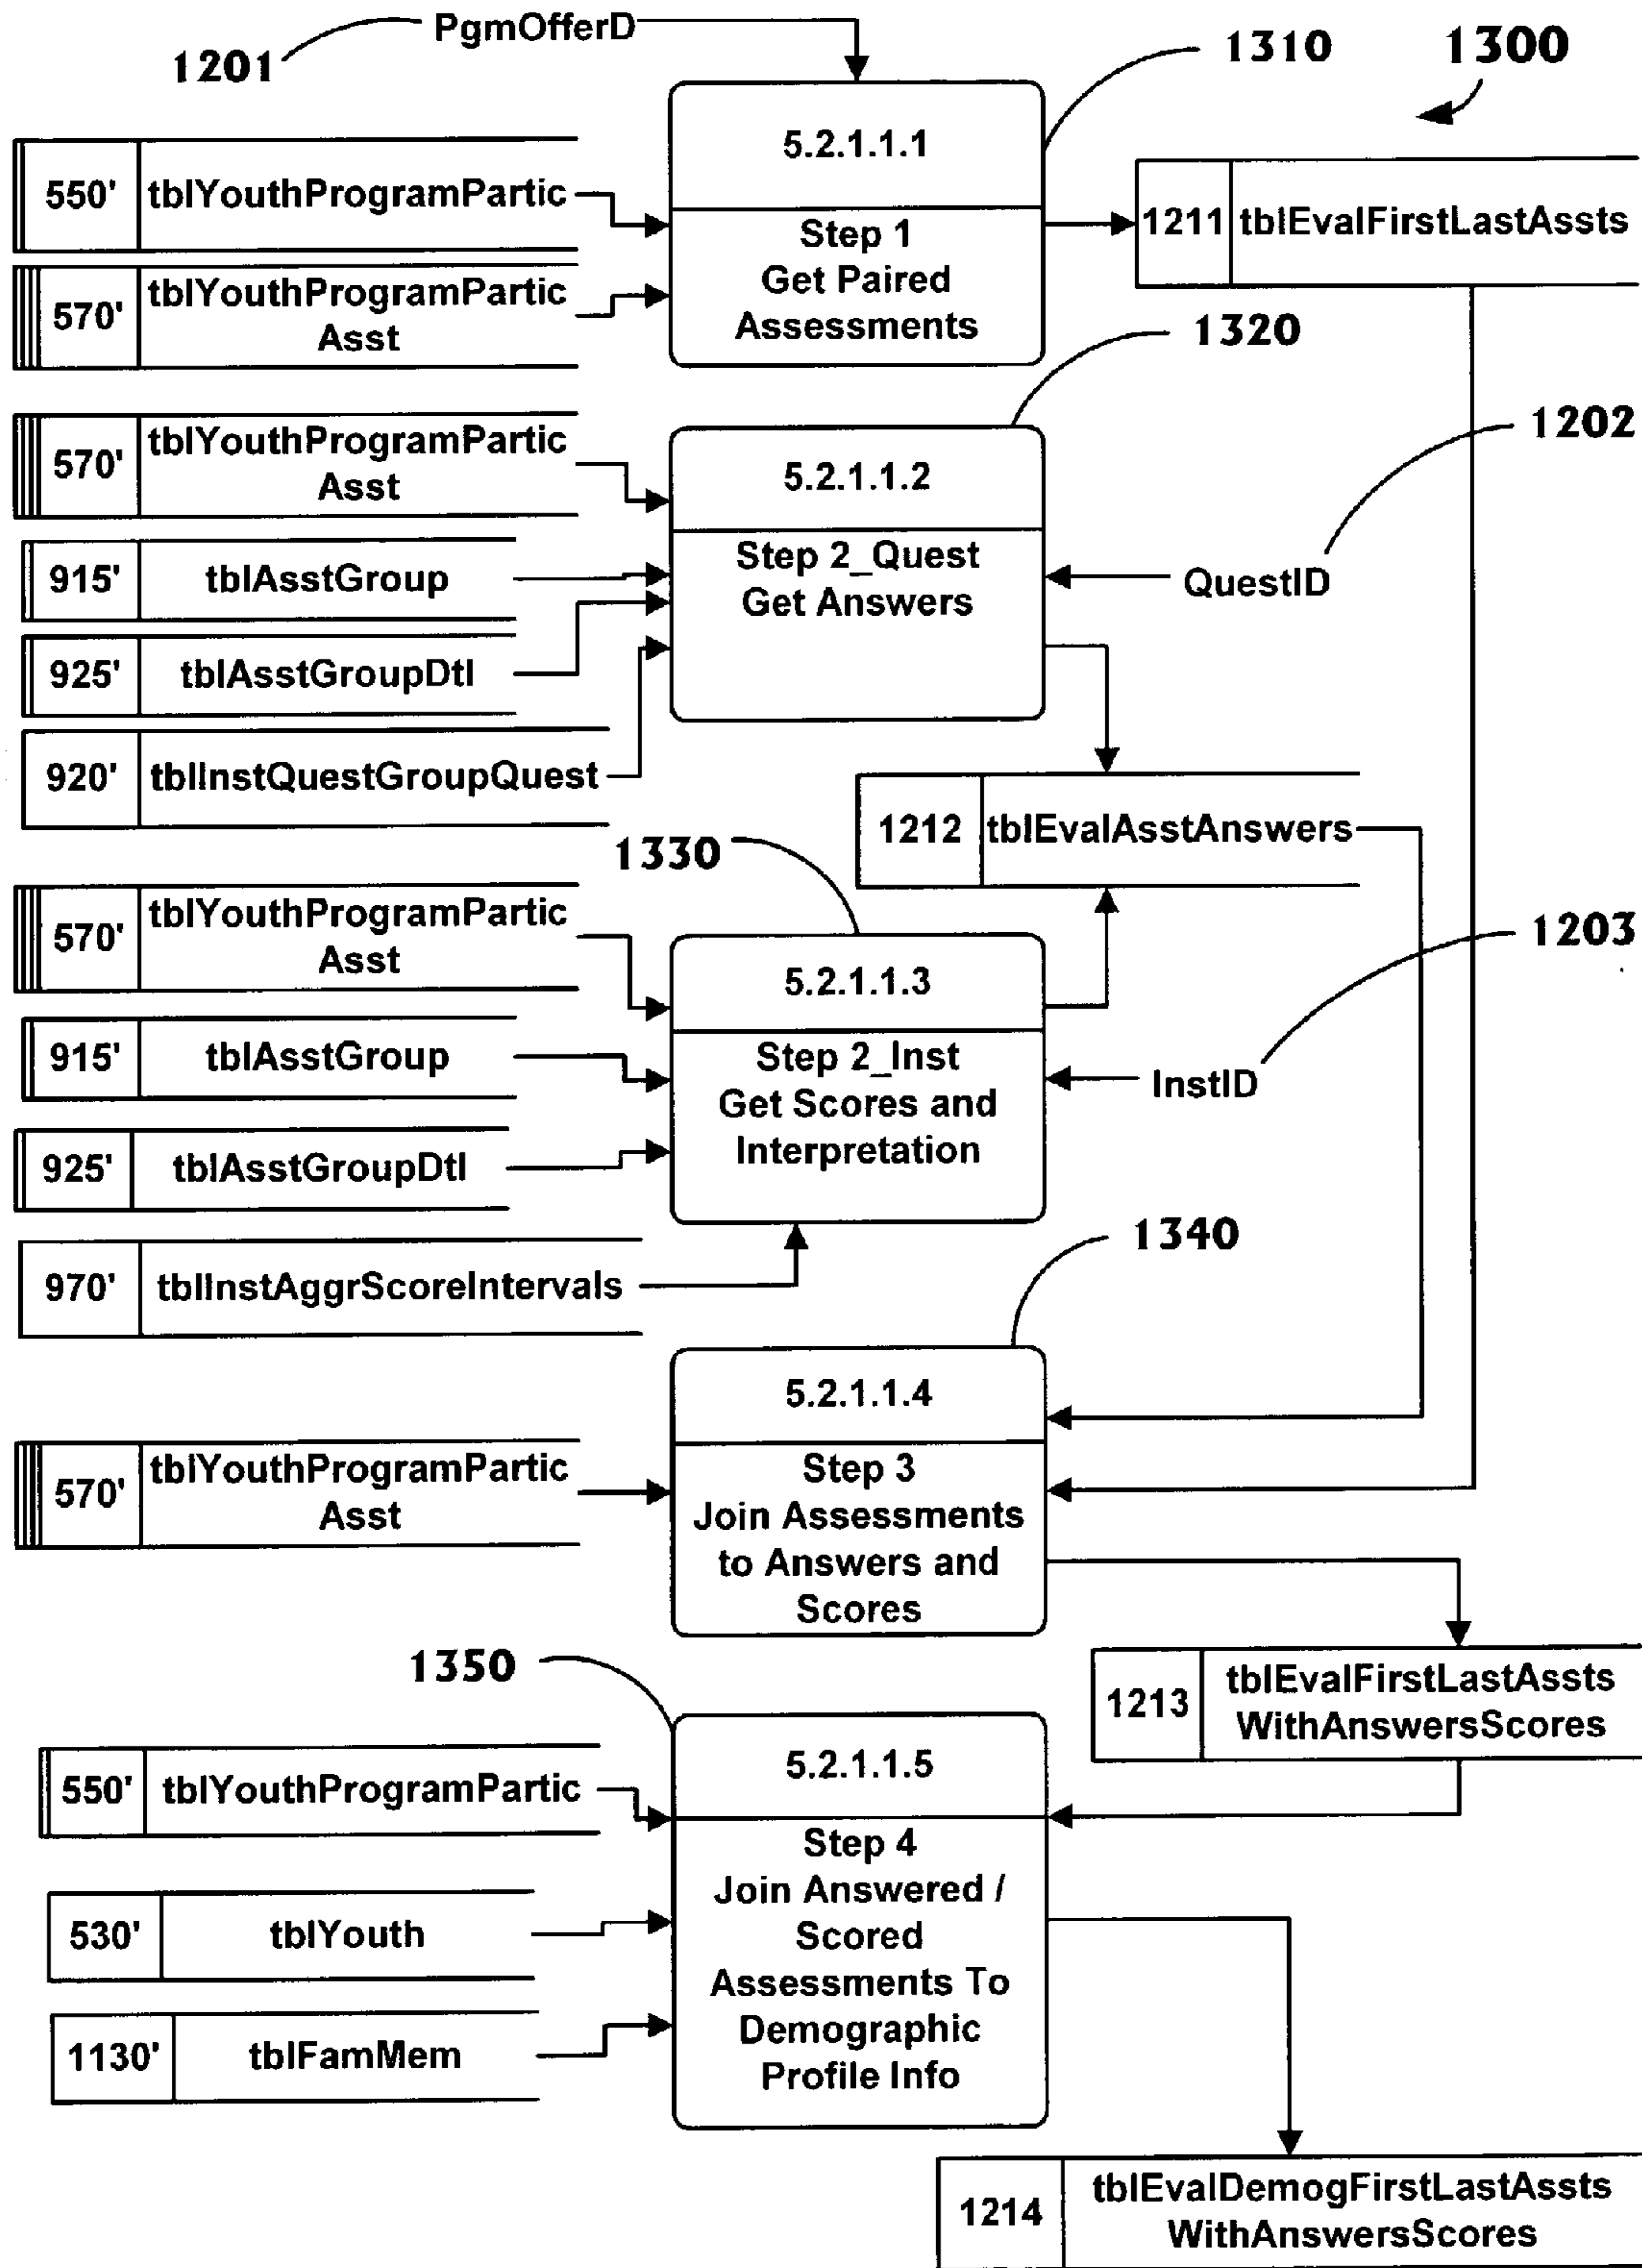 PgmOfferD
1201
1310
1300
5.2.1.1.1
550'
tblYouthProgramPartic
Step 1
Get Paired
Assessments
1211
tblEvalFirstLastAssts
570'
tblYouthProgramPartic
Asst
1320
570'
tblYouthProgramPartic
Asst
1202
5.2.1.1.2
Step 2_Quest
Get Answers
915'
tblAsstGroup
QuestID
925'
tblAsstGroupDtl
920'
tblInstQuestGroupQuest
1212
tblEvalAsstAnswers
1330
570'
tblYouthProgramPartic
Asst
1203
5.2.1.1.3
Step 2_Inst
Get Scores and
Interpretation
915'
tblAsstGroup
InstID
925'
tblAsstGroupDtl
1340
970'
tblInstAggrScoreIntervals
5.2.1.1.4
570'
tblYouthProgramPartic
Asst
Step 3
Join Assessments
to Answers and
Scores
1350
1213
tblEvalFirstLastAssts
WithAnswersScores
5.2.1.1.5
550'
tblYouthProgramPartic
Step 4
Join Answered /
Scored
Assessments To
Demographic
Profile Info
530'
tblYouth
1130'
tblFamMem
1214
tblEvalDemogFirstLastAssts
WithAnswersScores